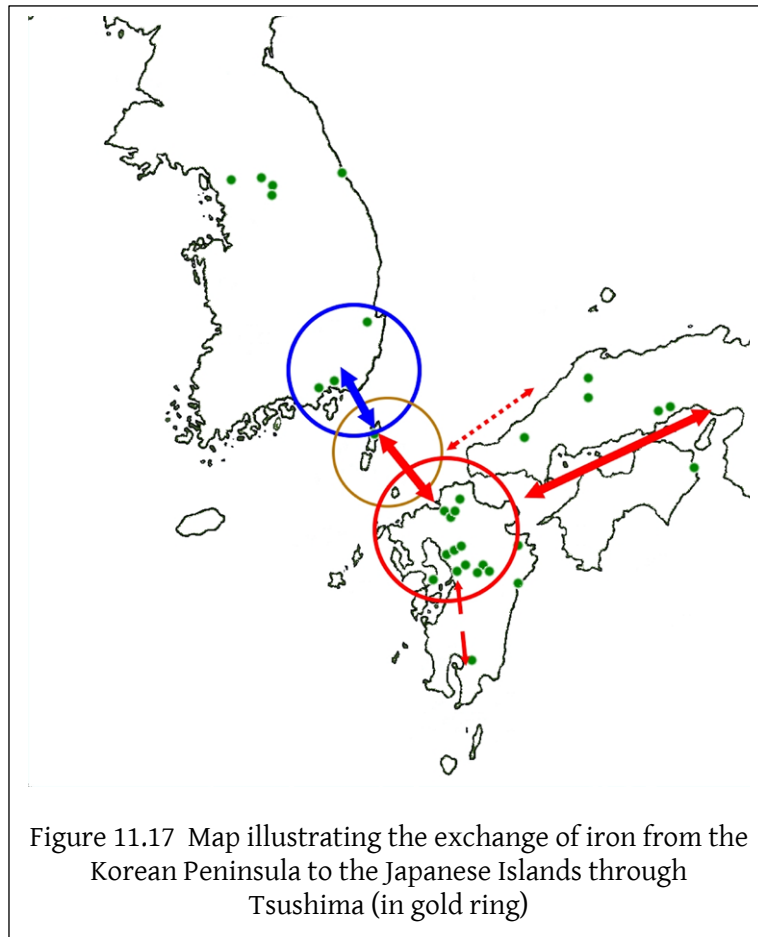 Figure 11.17 Map illustrating the exchange of iron from the
Korean Peninsula to the Japanese Islands through
Tsushima (in gold ring)